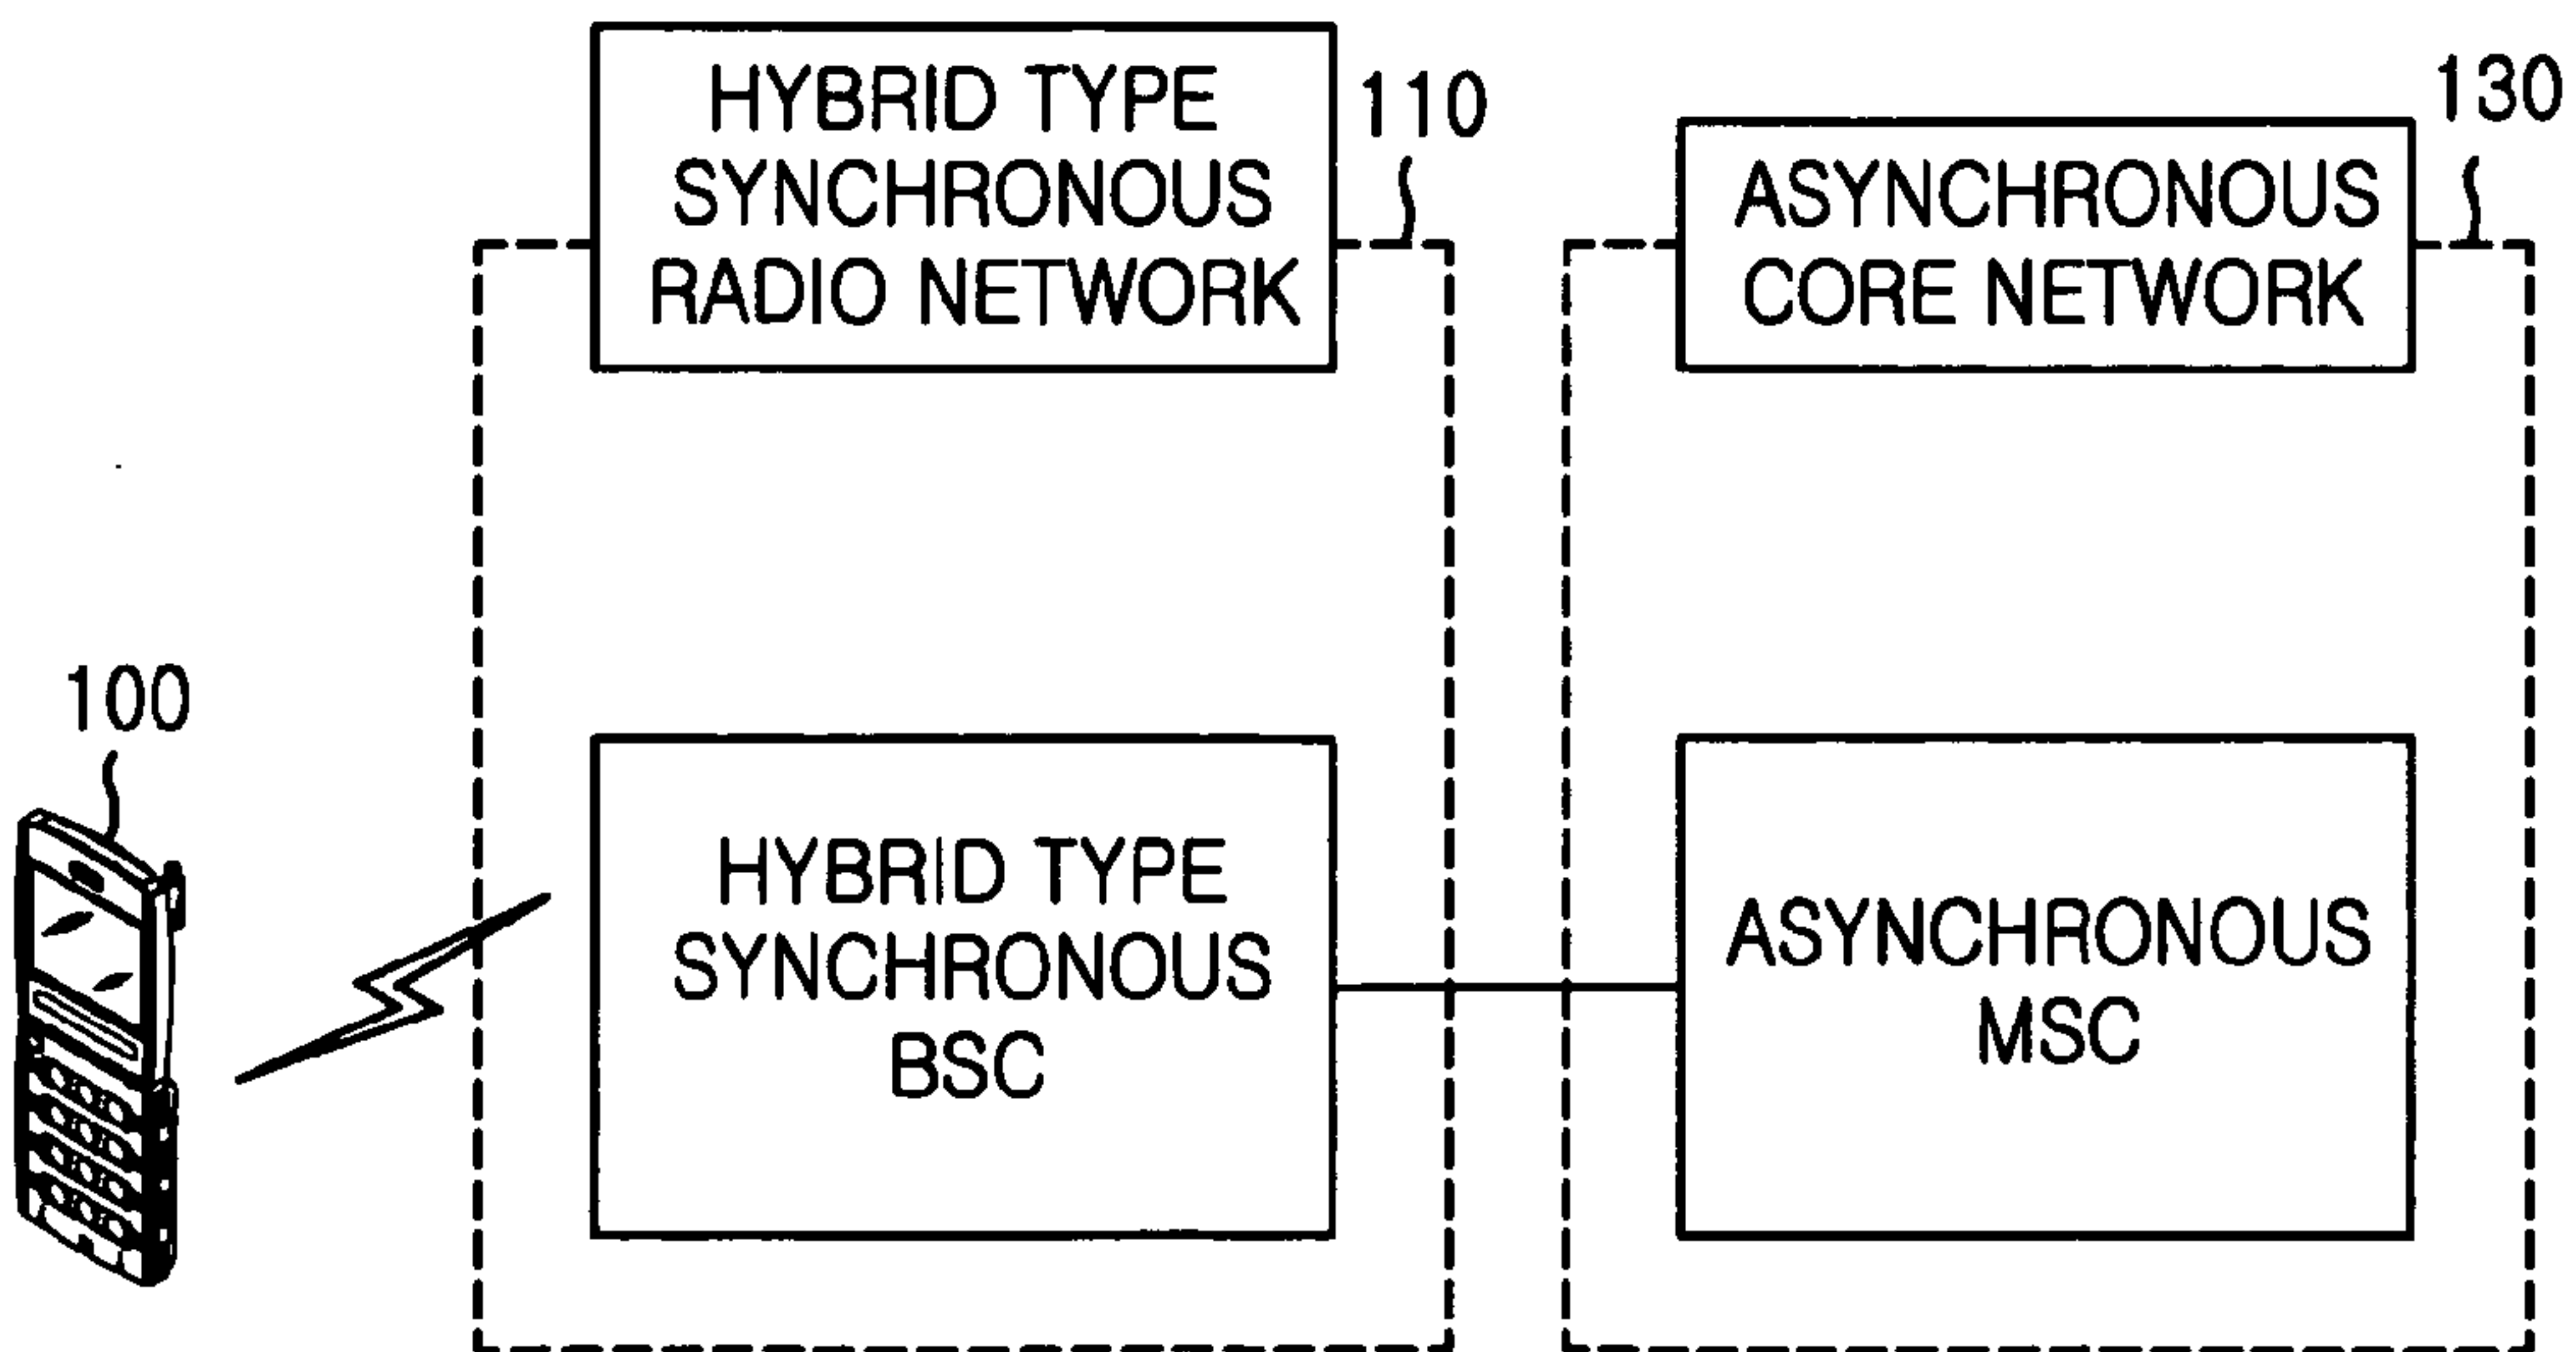 HYBRID TYPE
SYNCHRONOUS
RADIO NETWORK
110
ASYNCHRONOUS
CORE NETWORK
130
100
HYBRID TYPE
SYNCHRONOUS
BSC
ASYNCHRONOUS
MSC